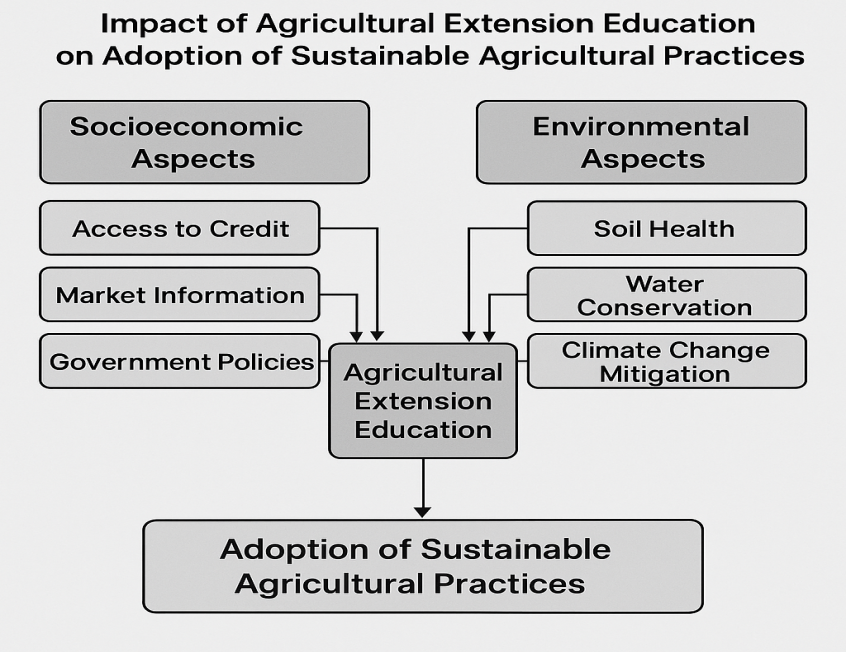 Impact of Agricultural Extension Education
on Adoption of Sustainable Agricultural Practices
Socioeconomic
Aspects
Access to Credit
Market Information
Government Policies
Environmental
Aspects
Soil Health
Water
Conservation
Climate Change
Mitigation
Agricultural
Extension
Education
Adoption of Sustainable
Agricultural Practices